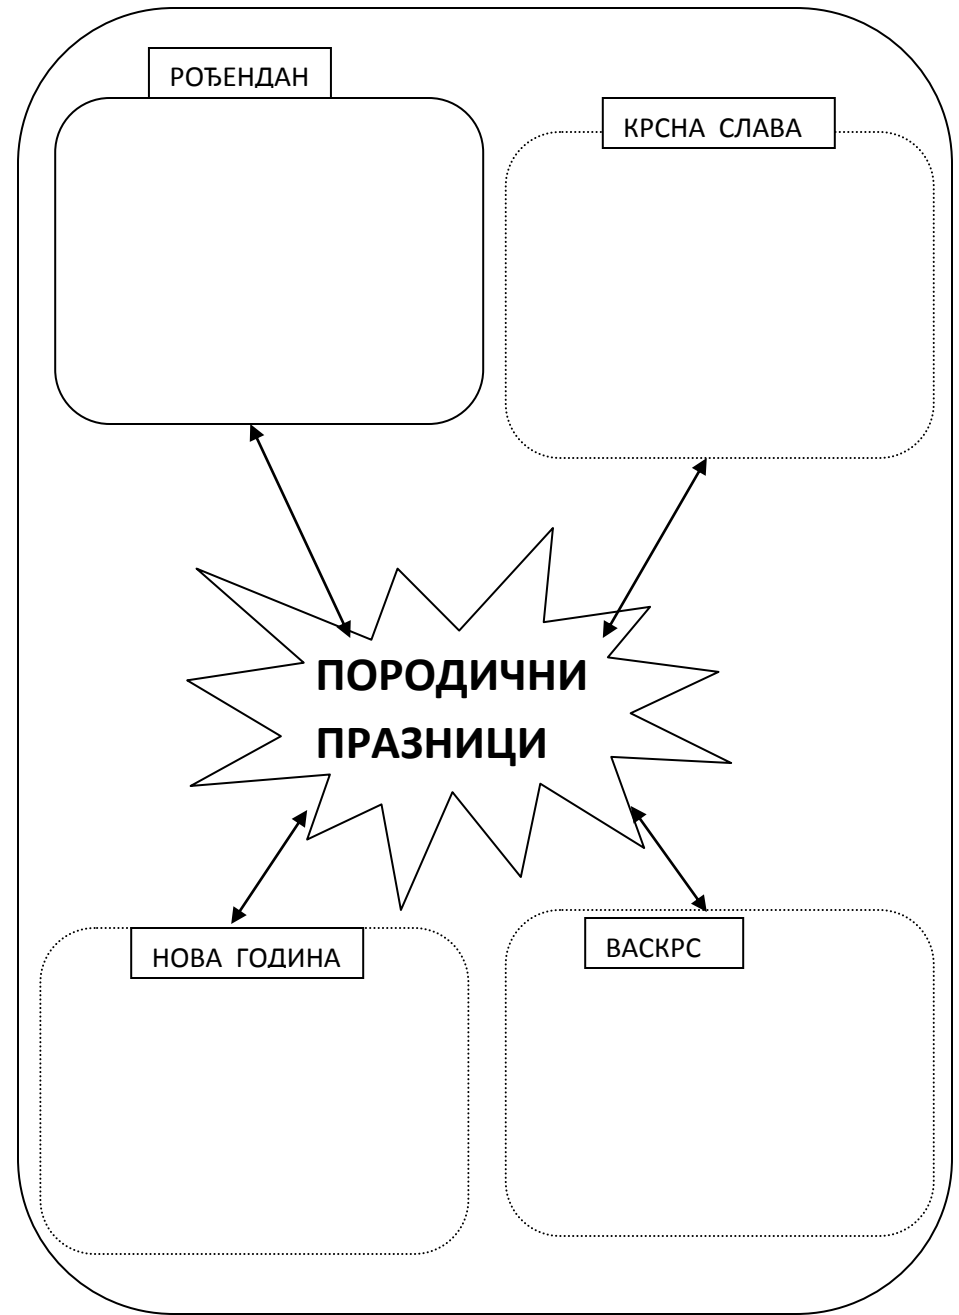 РОЂЕНДАН
КРСНА СЛАВА
ПОРОДИЧНИ
ПРАЗНИЦИ
НОВА ГОДИНА
ВАСКРС